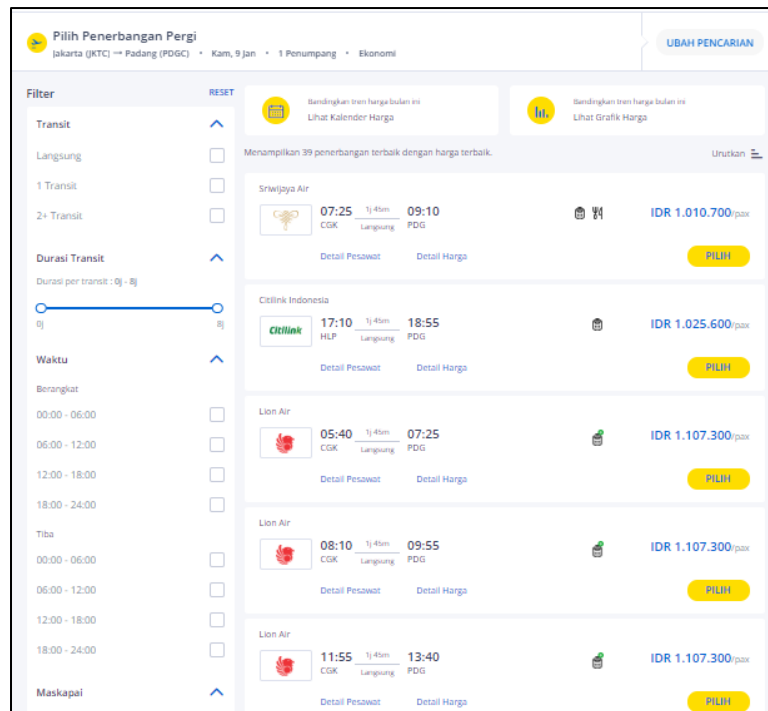 Pilih Penerbangan Pergi
Jakarta (JKTC) → Padang (PDGC) • Kam, 9 Jan • 1 Penumpang • Ekonomi
UBAH PENCARIAN
Filter
RESET
Transit
Langsung
1 Transit
2+ Transit
Durasi Transit
Durasi per transit : 0j - 8j
0j 8j
Waktu
Berangkat
00:00 - 06:00
06:00 - 12:00
12:00 - 18:00
18:00 - 24:00
Tiba
00:00 - 06:00
06:00 - 12:00
12:00 - 18:00
18:00 - 24:00
Maskapai
Bandingkan tren harga bulan ini
Lihat Kalender Harga
Bandingkan tren harga bulan ini
Lihat Grafik Harga
Menampilkan 39 penerbangan terbaik dengan harga terbaik.
Urutkan
Sriwijaya Air
07:25 1j 45m 09:10
CGK Langsung PDG
IDR 1.010.700/pax
Detail Pesawat Detail Harga
PILIH
Citilink Indonesia
Citilink
17:10 1j 45m 18:55
HLP Langsung PDG
IDR 1.025.600/pax
Detail Pesawat Detail Harga
PILIH
Lion Air
05:40 1j 45m 07:25
CGK Langsung PDG
IDR 1.107.300/pax
Detail Pesawat Detail Harga
PILIH
Lion Air
08:10 1j 45m 09:55
CGK Langsung PDG
IDR 1.107.300/pax
Detail Pesawat Detail Harga
PILIH
Lion Air
11:55 1j 45m 13:40
CGK Langsung PDG
IDR 1.107.300/pax
Detail Pesawat Detail Harga
PILIH